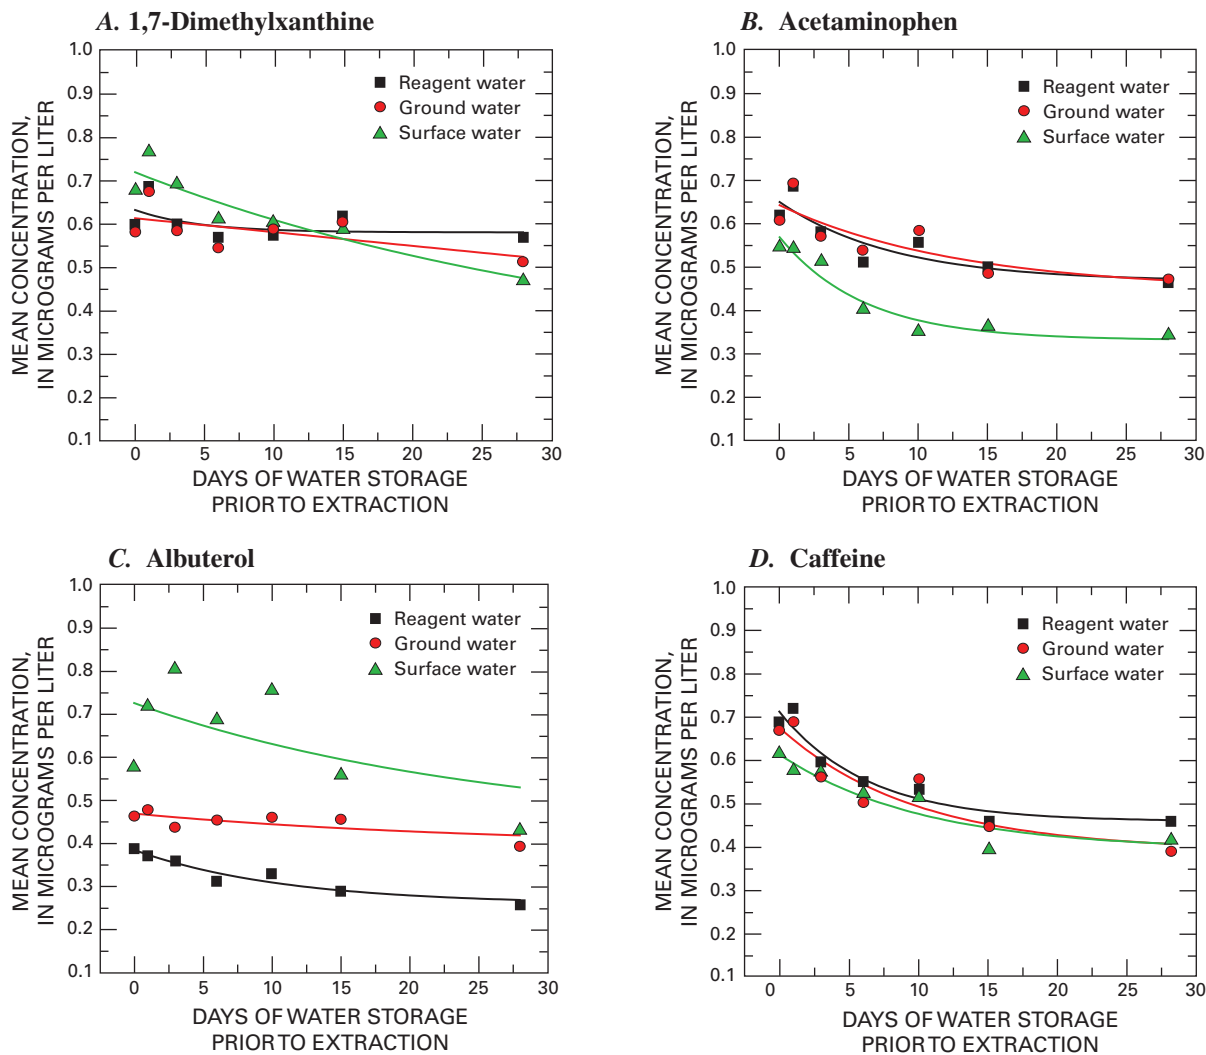 A. 1,7-Dimethylxanthine
MEAN CONCENTRATION,
IN MICROGRAMS PER LITER
1.0
0.9
0.8
0.7
0.6
0.5
0.4
0.3
0.2
0.1
Reagent water
Ground water
Surface water
0 5 10 15 20 25 30
DAYS OF WATER STORAGE
PRIOR TO EXTRACTION
B. Acetaminophen
MEAN CONCENTRATION,
IN MICROGRAMS PER LITER
1.0
0.9
0.8
0.7
0.6
0.5
0.4
0.3
0.2
0.1
Reagent water
Ground water
Surface water
0 5 10 15 20 25 30
DAYS OF WATER STORAGE
PRIOR TO EXTRACTION
C. Albuterol
MEAN CONCENTRATION,
IN MICROGRAMS PER LITER
1.0
0.9
0.8
0.7
0.6
0.5
0.4
0.3
0.2
0.1
Reagent water
Ground water
Surface water
0 5 10 15 20 25 30
DAYS OF WATER STORAGE
PRIOR TO EXTRACTION
D. Caffeine
MEAN CONCENTRATION,
IN MICROGRAMS PER LITER
1.0
0.9
0.8
0.7
0.6
0.5
0.4
0.3
0.2
0.1
Reagent water
Ground water
Surface water
0 5 10 15 20 25 30
DAYS OF WATER STORAGE
PRIOR TO EXTRACTION